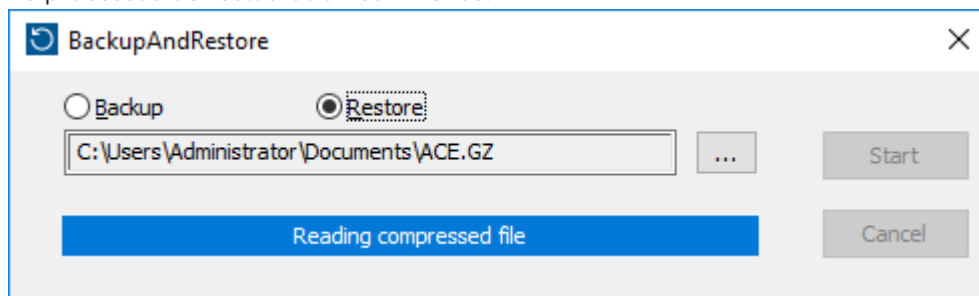 BackupAndRestore
Backup Restore
C:\Users\Administrator\Documents\ACE.GZ ... Start
Reading compressed file Cancel